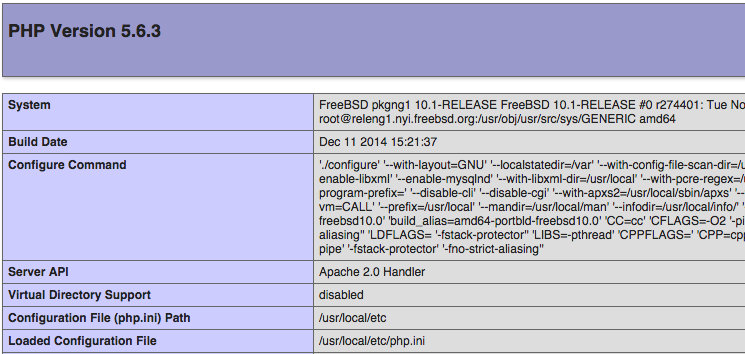 PHP Version 5.6.3
System
FreeBSD pkgng1 10.1-RELEASE FreeBSD 10.1-RELEASE #0 r274401: Tue No
root@releng1.nyi.freebsd.org:/usr/obj/usr/src/sys/GENERIC amd64
Build Date
Dec 11 2014 15:21:37
Configure Command
'./configure' '--with-layout=GNU' '--localstatedir=/var' '--with-config-file-scan-dir=/u
enable-libxml' '--enable-mysqlnd' '--with-libxml-dir=/usr/local' '--with-pcre-regex=/u
program-prefix=' '--disable-cli' '--disable-cgi' '--with-apxs2=/usr/local/sbin/apxs' '--
vm=CALL' '--prefix=/usr/local' '--mandir=/usr/local/man' '--infodir=/usr/local/info/' '
freebsd10.0' 'build_alias=amd64-portbld-freebsd10.0' 'CC=cc' 'CFLAGS=-O2 '-pi
aliasing'' 'LDFLAGS= '-fstack-protector'' 'LIBS=-pthread' 'CPPFLAGS=' 'CPP=cpp
pipe' '-fstack-protector' '-fno-strict-aliasing''
Server API
Apache 2.0 Handler
Virtual Directory Support
disabled
Configuration File (php.ini) Path
/usr/local/etc
Loaded Configuration File
/usr/local/etc/php.ini